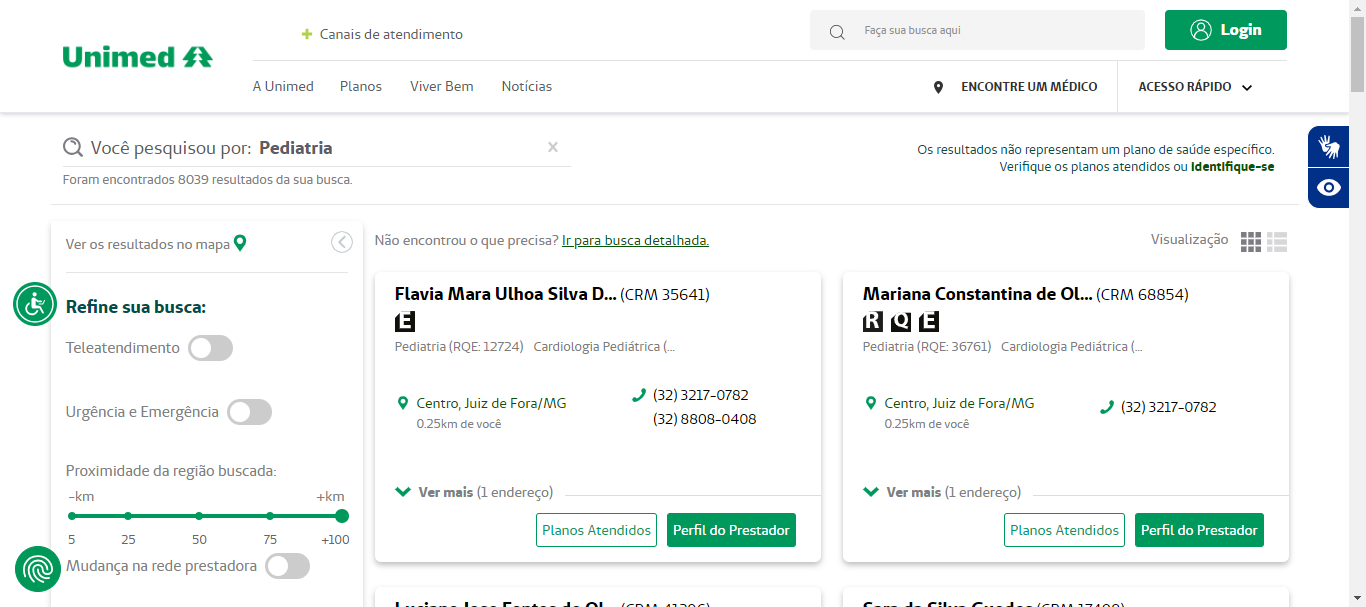 Unimed
Canais de atendimento
Faça sua busca aqui
Login
A Unimed Planos Viver Bem Notícias
ENCONTRE UM MÉDICO
ACESSO RÁPIDO
Você pesquisou por: Pediatria
Foram encontrados 8039 resultados da sua busca.
Os resultados não representam um plano de saúde específico.
Verifique os planos atendidos ou Identifique-se
Ver os resultados no mapa
Refine sua busca:
Teleatendimento
Urgência e Emergência
Proximidade da região buscada:
-km +km
5 25 50 75 +100
Mudança na rede prestadora
Não encontrou o que precisa? Ir para busca detalhada.
Visualização
Flavia Mara Ulhoa Silva D... (CRM 35641)
E
Pediatria (RQE: 12724) Cardiologia Pediátrica (...
Centro, Juiz de Fora/MG
0.25km de você
(32) 3217-0782
(32) 8808-0408
Ver mais (1 endereço)
Planos Atendidos
Perfil do Prestador
Mariana Constantina de Ol... (CRM 68854)
R Q E
Pediatria (RQE: 36761) Cardiologia Pediátrica (...
Centro, Juiz de Fora/MG
0.25km de você
(32) 3217-0782
Ver mais (1 endereço)
Planos Atendidos
Perfil do Prestador